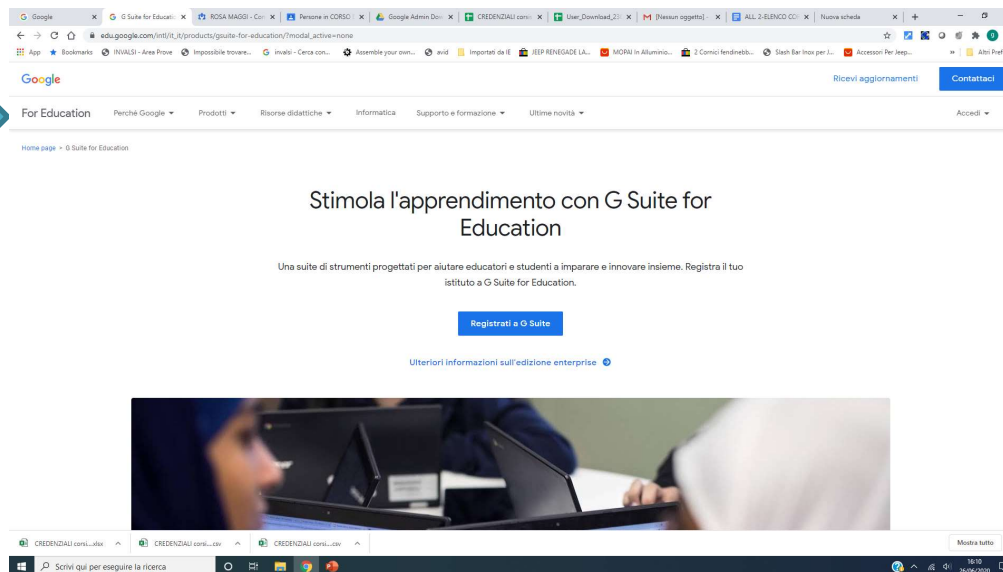 Google
G Suite for Educatio
ROSA MAGGI - Cor
Persone in CORSO
Google Admin Do
CREDENZIALI corsi
User_Download_23
[Nessun oggetto] -
ALL. 2-ELENCO CO
Nuova scheda
edu.google.com/intl/it_it/products/gsuite-for-education/?modal_active=none
App
Bookmarks
INVALSI - Area Prove
Impossibile trovare...
invalsi - Cerca con...
Assemble your own...
avid
Importati da IE
JEEP RENEGADE LA...
MOPAI In Alluminio...
2 Cornici fendinebb...
Slash Bar Inox per J...
Accessori Per Jeep...
»
Altri Pref
Google
Ricevi aggiornamenti
Contattaci
For Education
Perché Google
Prodotti
Risorse didattiche
Informatica
Supporto e formazione
Ultime novità
Accedi
Home page • G Suite for Education
Stimola l'apprendimento con G Suite for
Education
Una suite di strumenti progettati per aiutare educatori e studenti a imparare e innovare insieme. Registra il tuo
istituto a G Suite for Education.
Registrati a G Suite
Ulteriori informazioni sull'edizione enterprise
CREDENZIALI corsi....xlsx
CREDENZIALI corsi....csv
CREDENZIALI corsi....csv
Mostra tutto
Scrivi qui per eseguire la ricerca
16:10
26/06/2020